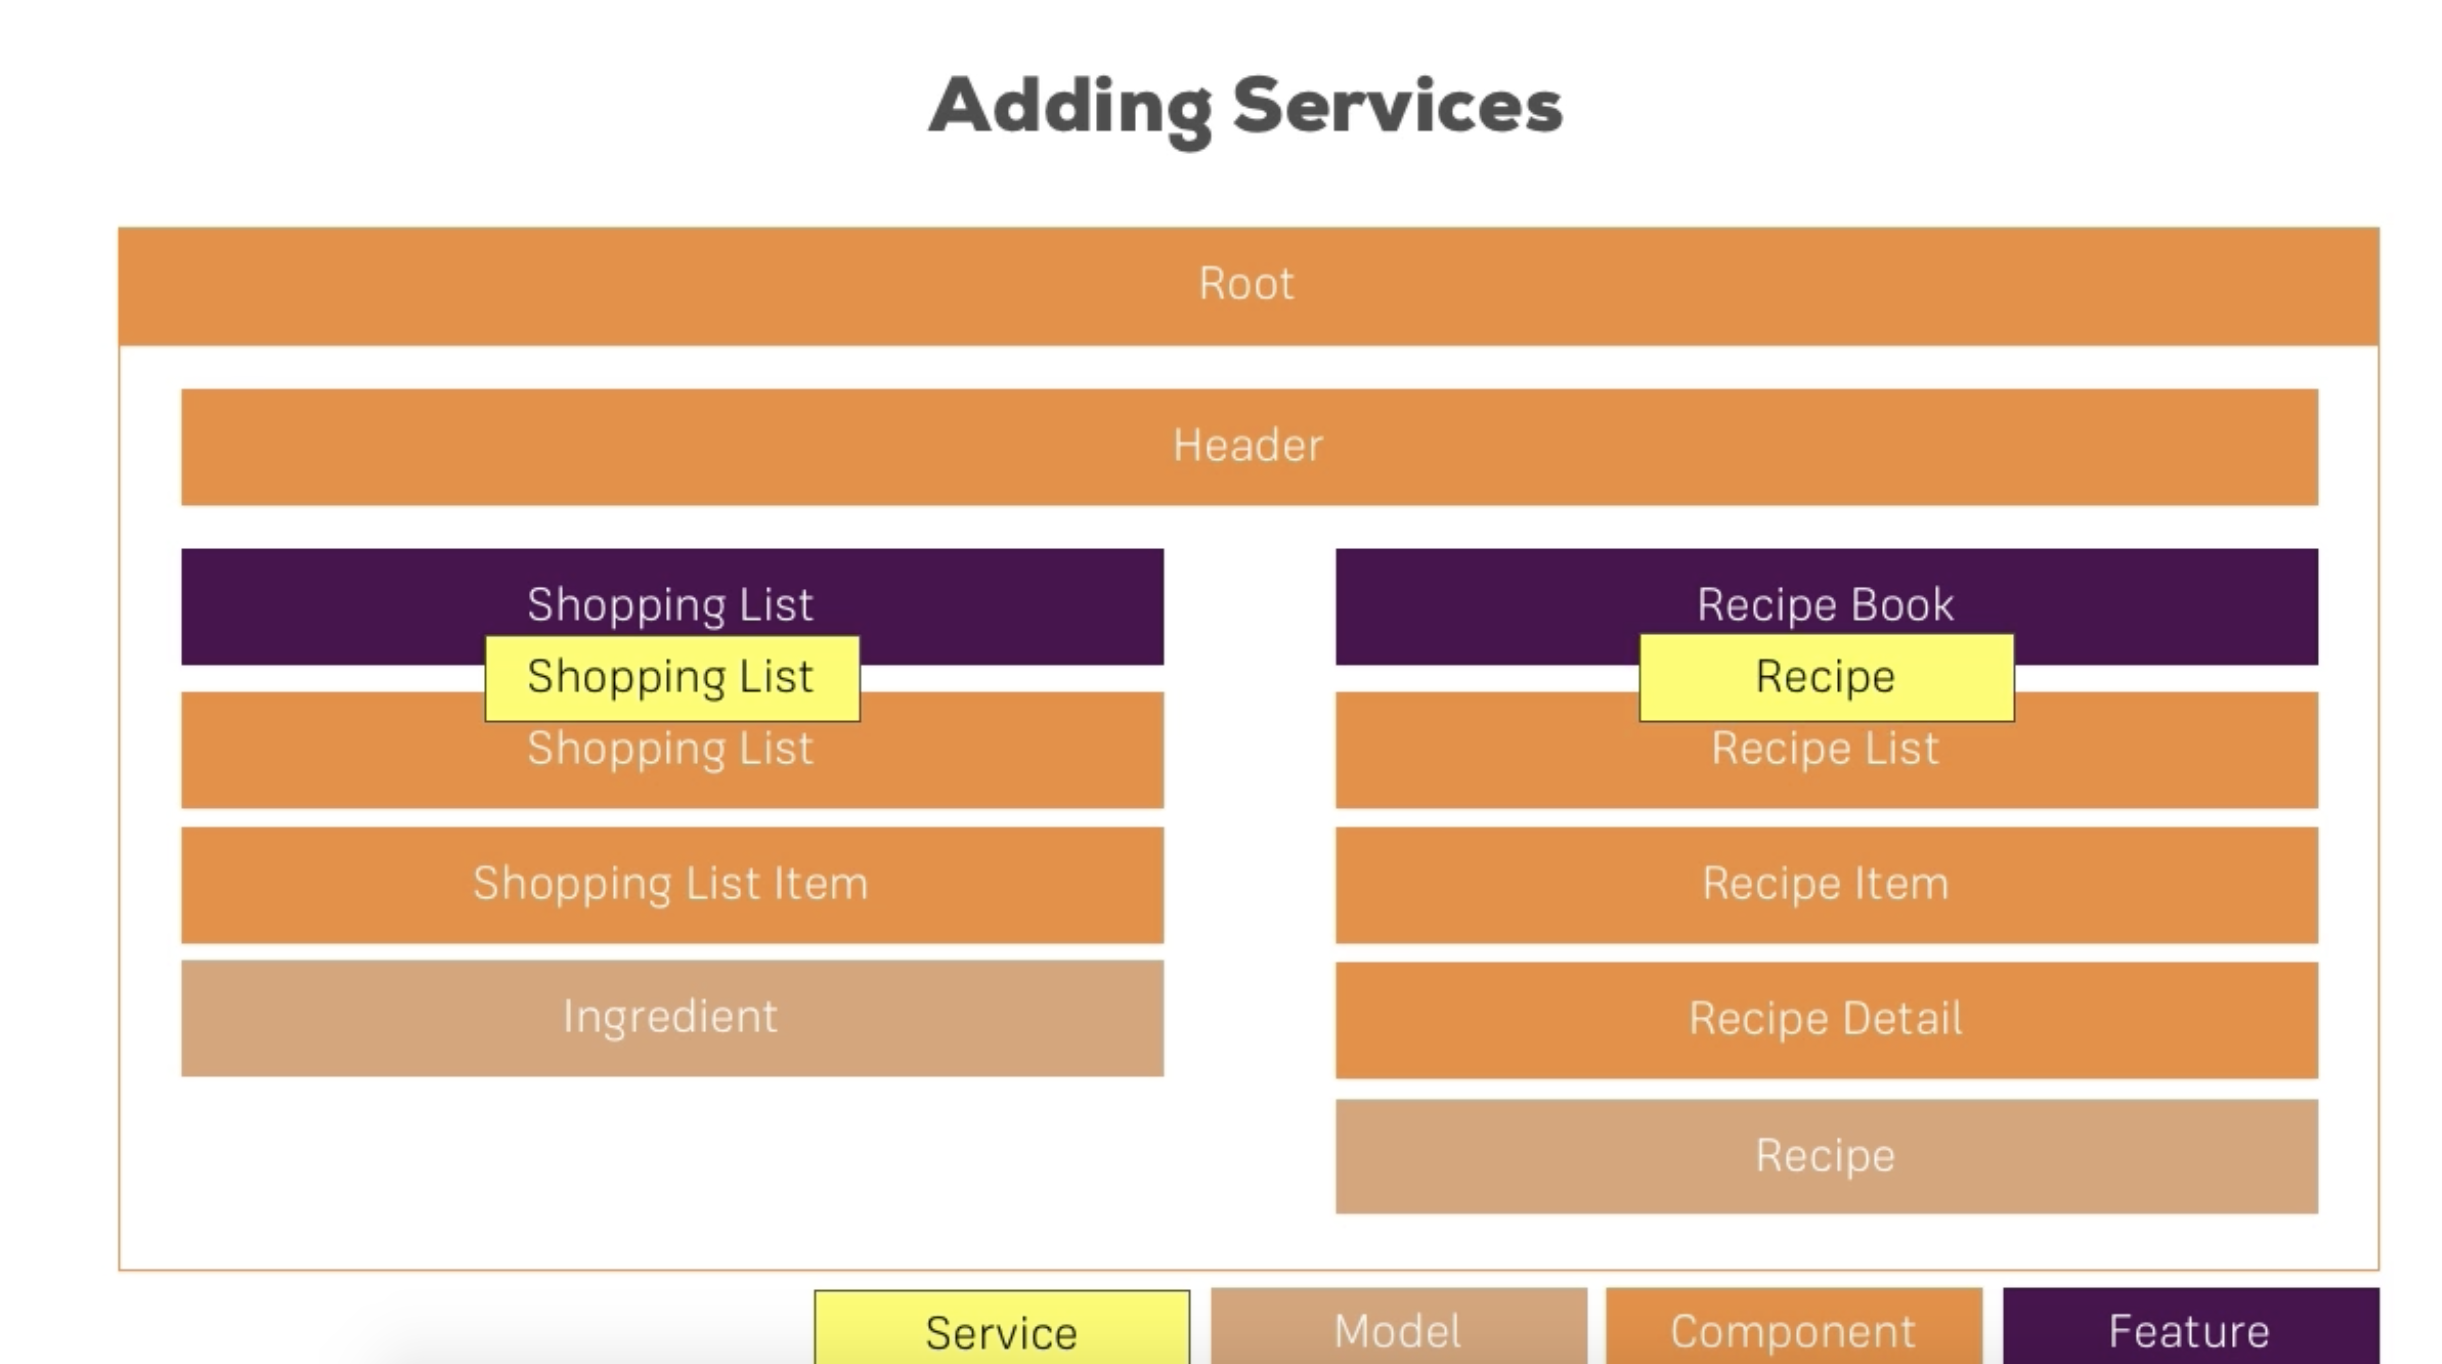 Adding Services
Root
Header
Shopping List
Shopping List
Shopping List
Shopping List Item
Ingredient
Recipe Book
Recipe
Recipe List
Recipe Item
Recipe Detail
Recipe
Service
Model
Component
Feature